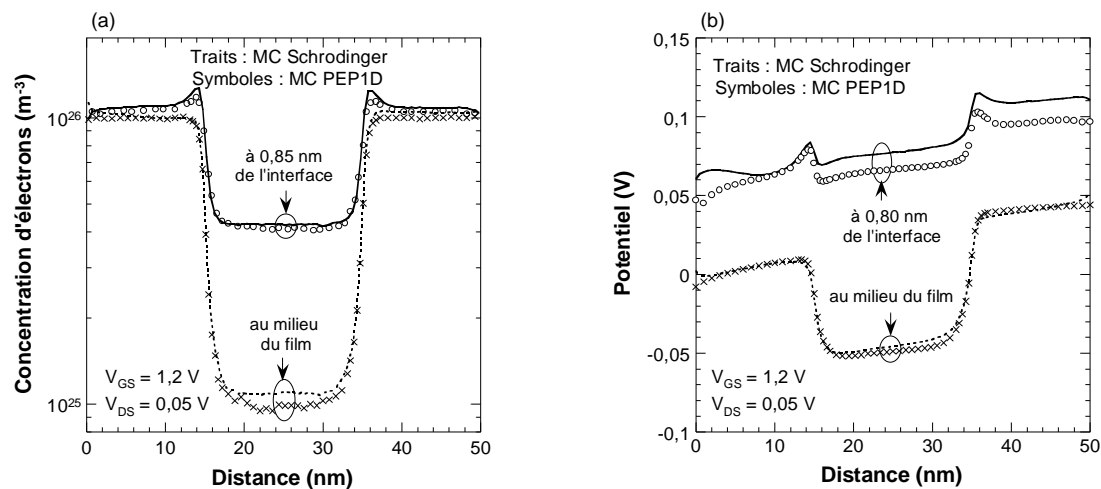 (a)
Traits : MC Schrodinger
Symboles : MC PEP1D
Concentration d'électrons (m⁻³)
10²⁶
10²⁵
à 0,85 nm
de l'interface
au milieu
du film
V_GS = 1,2 V
V_DS = 0,05 V
0 10 20 30 40 50
Distance (nm)
(b)
Traits : MC Schrodinger
Symboles : MC PEP1D
Potentiel (V)
0,15
0,1
0,05
0
-0,05
-0,1
à 0,80 nm
de l'interface
au milieu du film
V_GS = 1,2 V
V_DS = 0,05 V
0 10 20 30 40 50
Distance (nm)